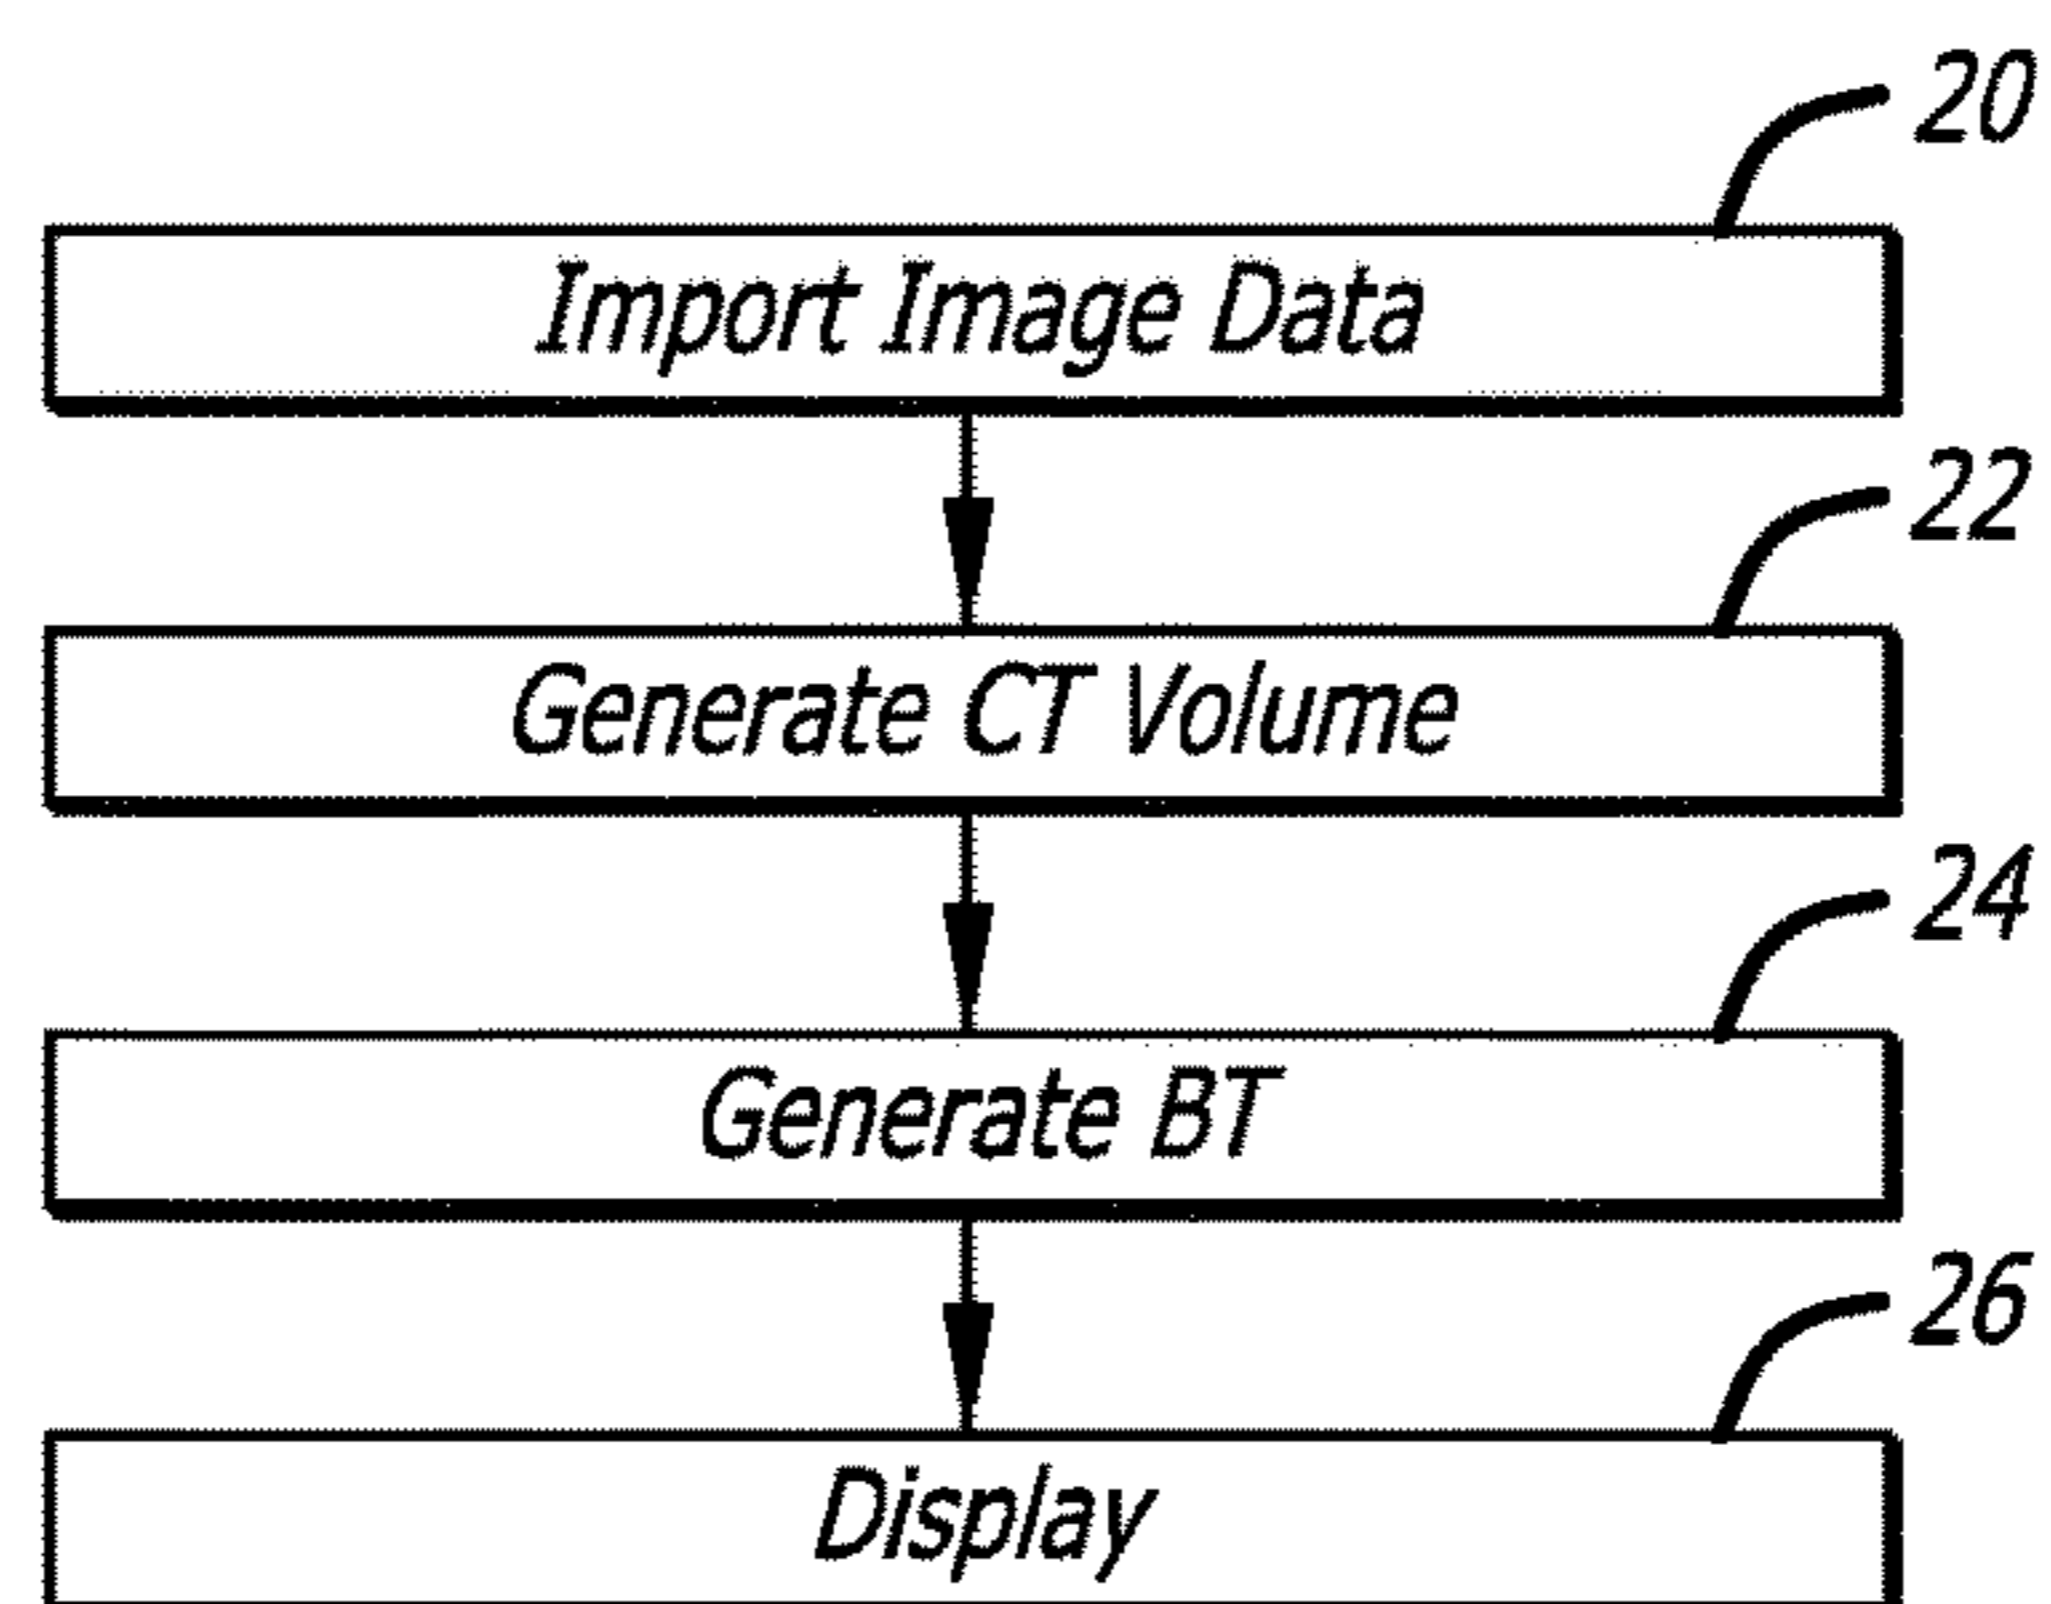 20
Import Image Data
22
Generate CT Volume
24
Generate BT
26
Display